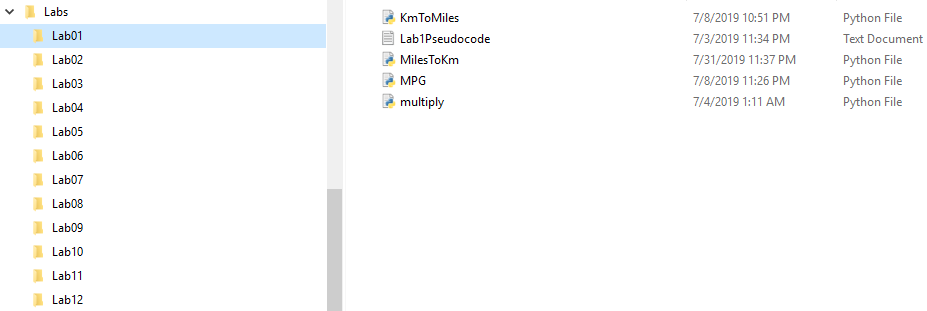 Labs
Lab01
Lab02
Lab03
Lab04
Lab05
Lab06
Lab07
Lab08
Lab09
Lab10
Lab11
Lab12
KmToMiles 7/8/2019 10:51 PM Python File
Lab1Pseudocode 7/3/2019 11:34 PM Text Document
MilesToKm 7/31/2019 11:37 PM Python File
MPG 7/8/2019 11:26 PM Python File
multiply 7/4/2019 1:11 AM Python File